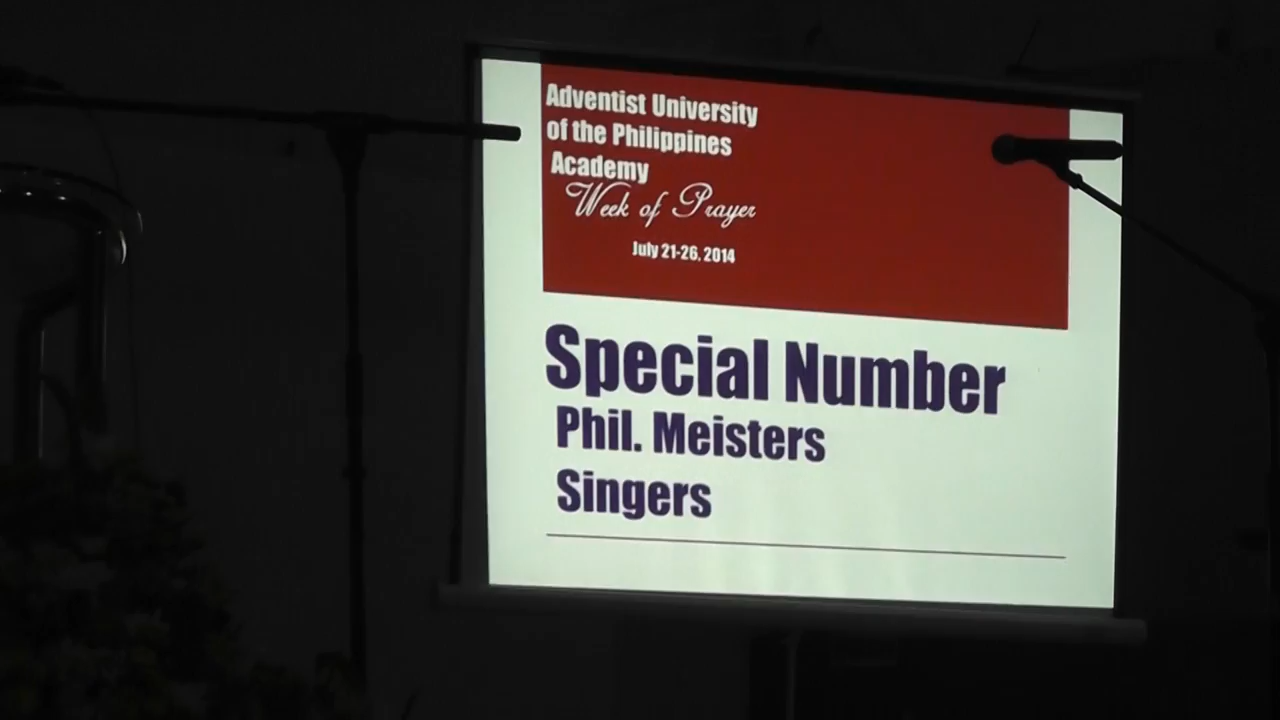 Adventist University
of the Philippines
Academy
Week of Prayer
July 21-26, 2014
Special Number
Phil. Meisters
Singers